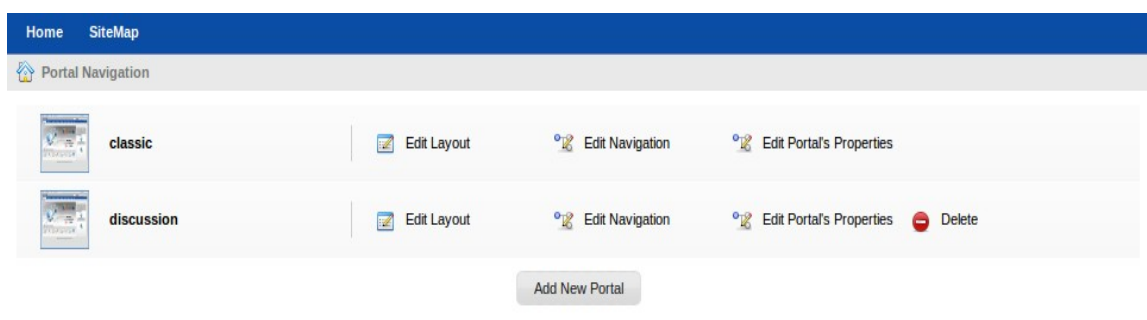 Home SiteMap
Portal Navigation
classic Edit Layout Edit Navigation Edit Portal's Properties
discussion Edit Layout Edit Navigation Edit Portal's Properties Delete
Add New Portal